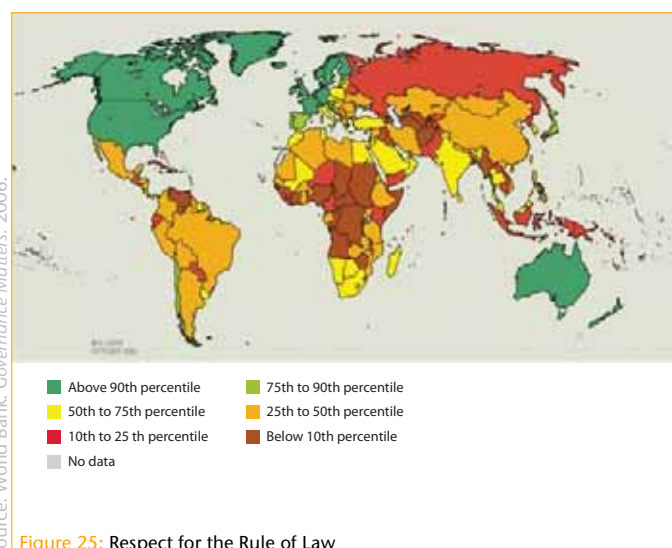 Above 90th percentile
75th to 90th percentile
50th to 75th percentile
25th to 50th percentile
10th to 25 th percentile
Below 10th percentile
No data
Figure 25: Respect for the Rule of Law
World Bank. Governance Matters. 2006.